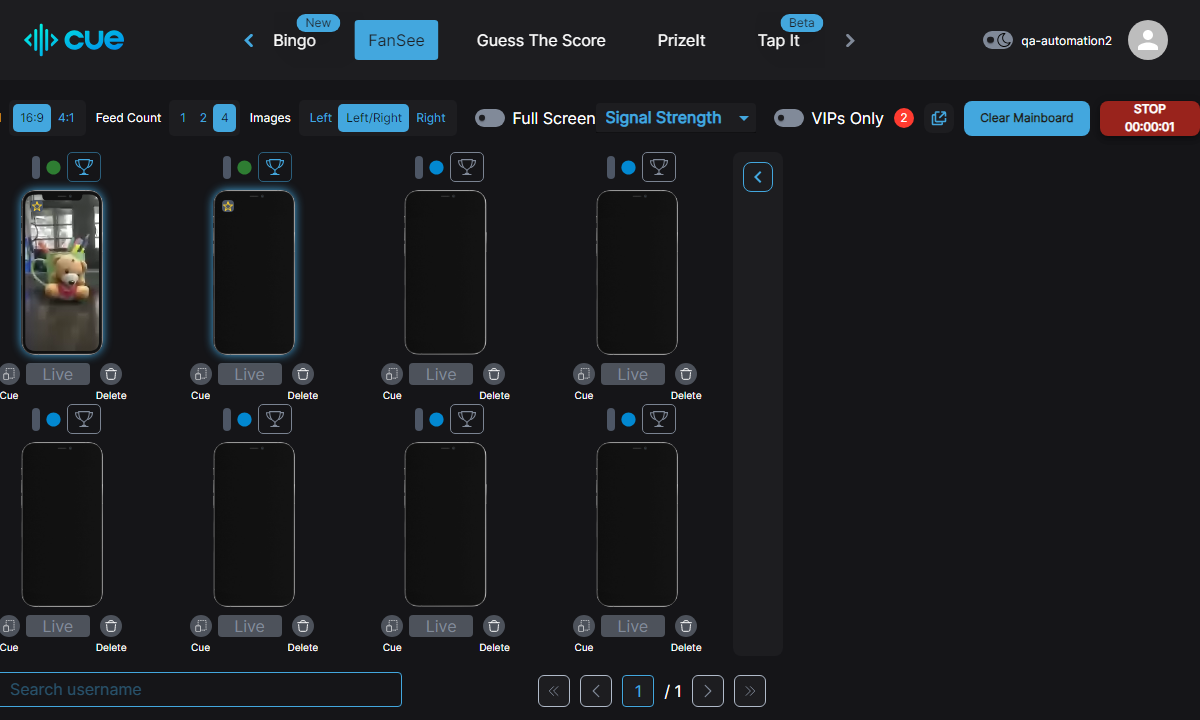 cue
New
Bingo
FanSee
Guess The Score
PrizeIt
Beta
Tap It
qa-automation2
16:9
4:1
Feed Count
1
2
4
Images
Left
Left/Right
Right
Full Screen
Signal Strength
VIPs Only
2
Clear Mainboard
STOP
00:00:01
Live
Live
Live
Live
Cue
Delete
Cue
Delete
Cue
Delete
Cue
Delete
Live
Live
Live
Live
Cue
Delete
Cue
Delete
Cue
Delete
Cue
Delete
Search username
1
/ 1